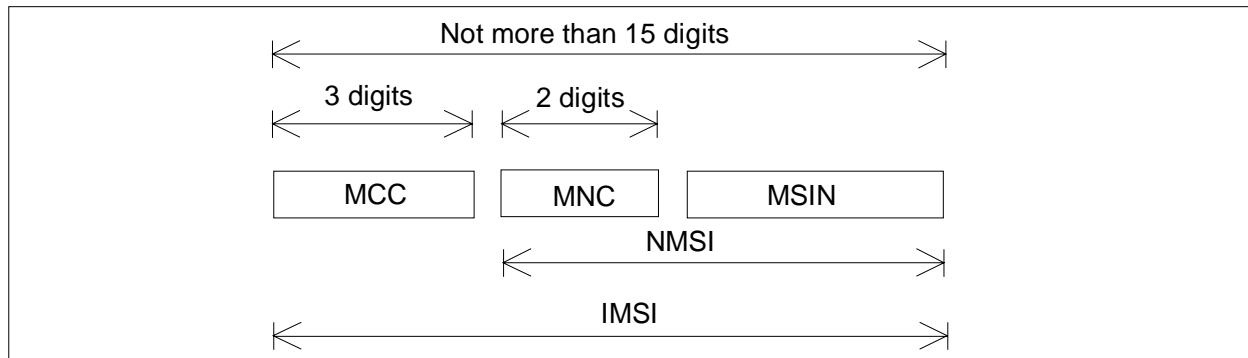 Not more than 15 digits
3 digits 2 digits
MCC MNC MSIN
NMSI
IMSI